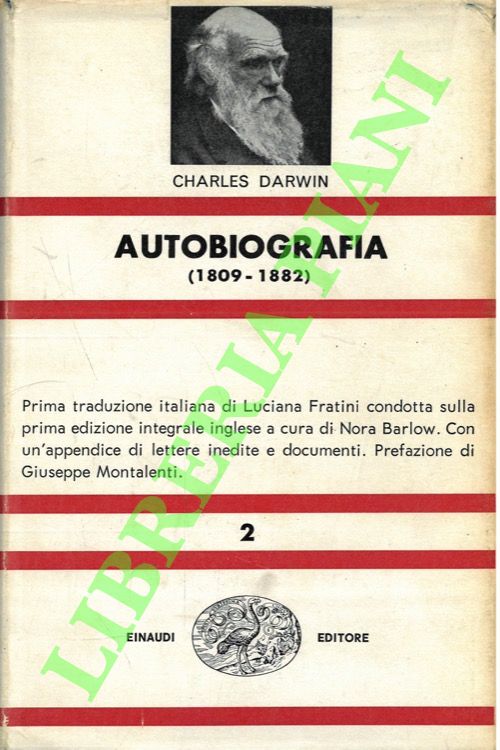 CHARLES DARWIN
AUTOBIOGRAFIA
(1809-1882)
Prima traduzione italiana di Luciana Fratini condotta sulla
prima edizione integrale inglese a cura di Nora Barlow. Con
un'appendice di lettere inedite e documenti. Prefazione di
Giuseppe Montalenti.
2
EINAUDI EDITORE
LIBRERIA PIANI